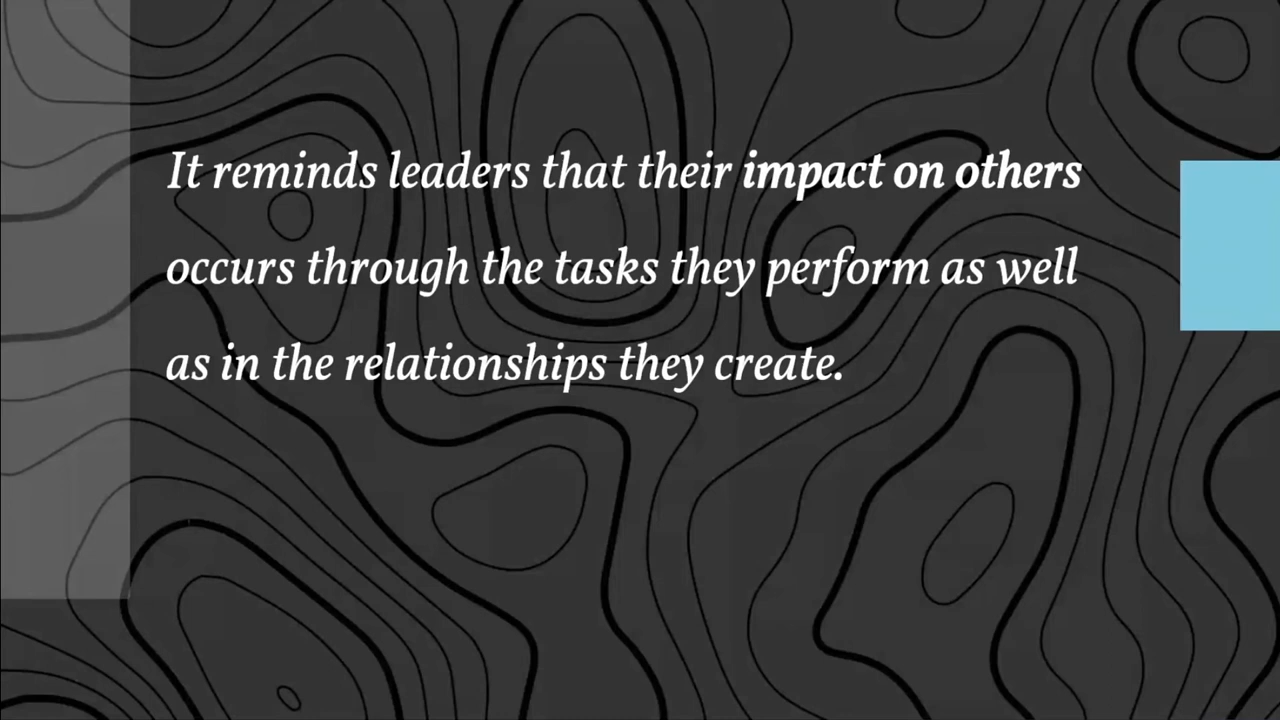 It reminds leaders that their impact on others
occurs through the tasks they perform as well
as in the relationships they create.